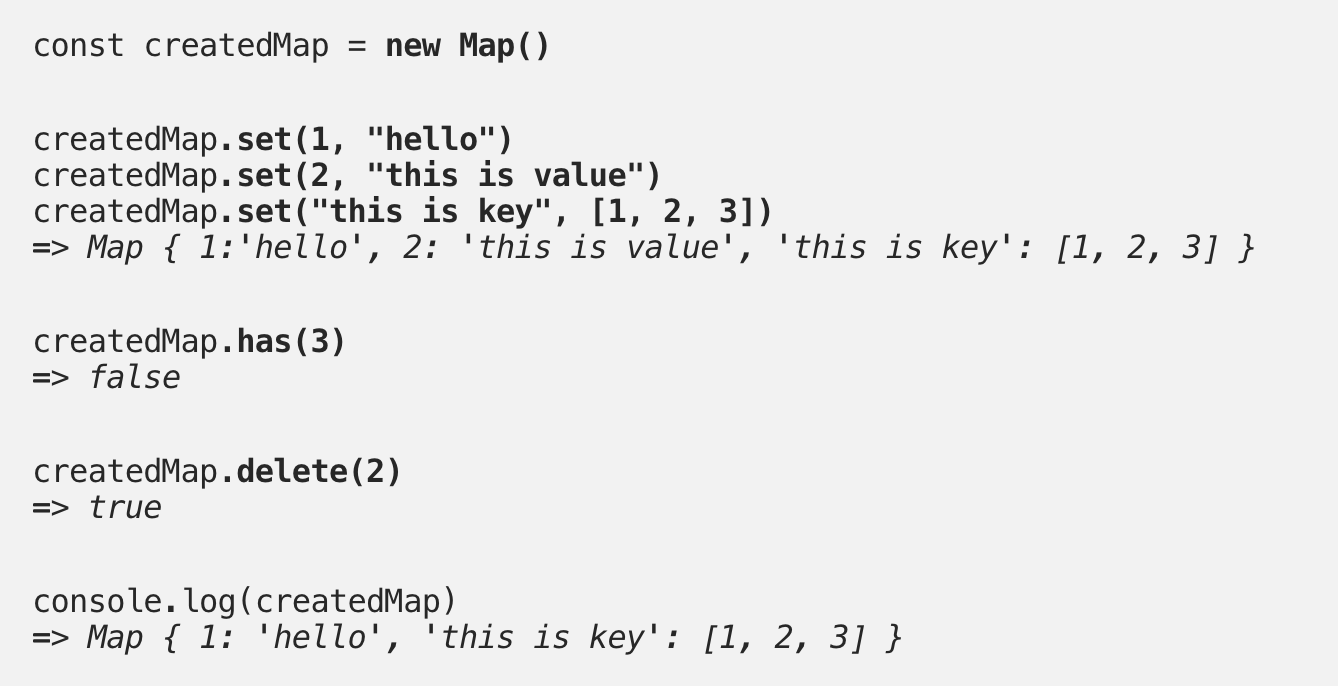 const createdMap = new Map()
createdMap.set(1, "hello")
createdMap.set(2, "this is value")
createdMap.set("this is key", [1, 2, 3])
=> Map { 1:'hello', 2: 'this is value', 'this is key': [1, 2, 3] }
createdMap.has(3)
=> false
createdMap.delete(2)
=> true
console.log(createdMap)
=> Map { 1: 'hello', 'this is key': [1, 2, 3] }